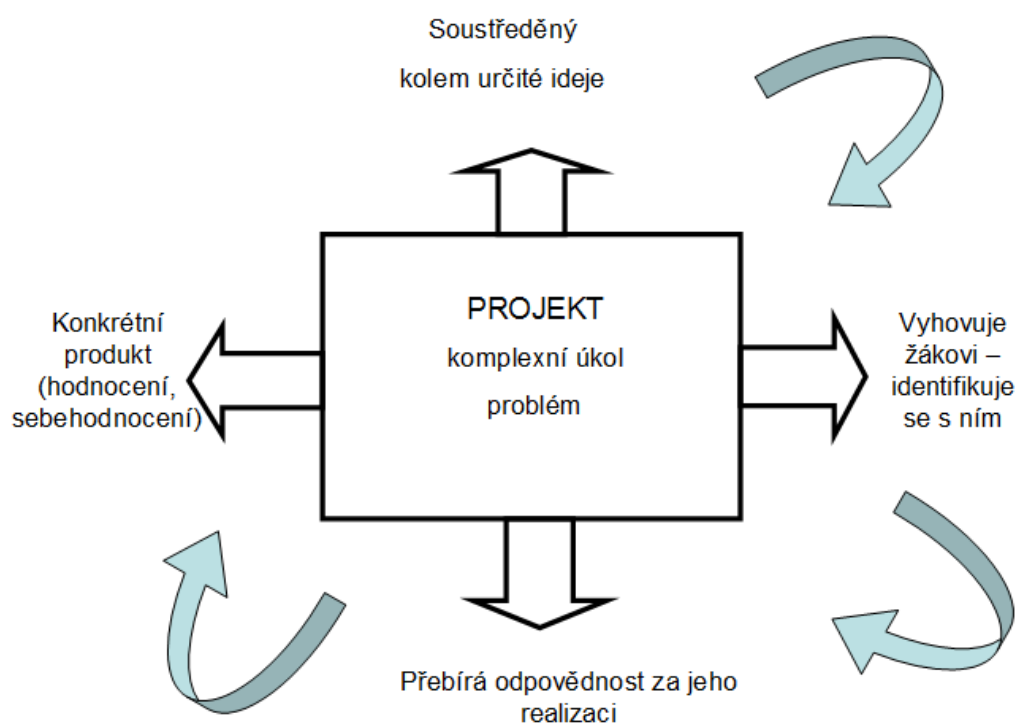 Soustředěný
kolem určité ideje
PROJEKT
komplexní úkol
problém
Konkrétní
produkt
(hodnocení,
sebehodnocení)
Vyhovuje
žákovi –
identifikuje
se s ním
Přebírá odpovědnost za jeho
realizaci